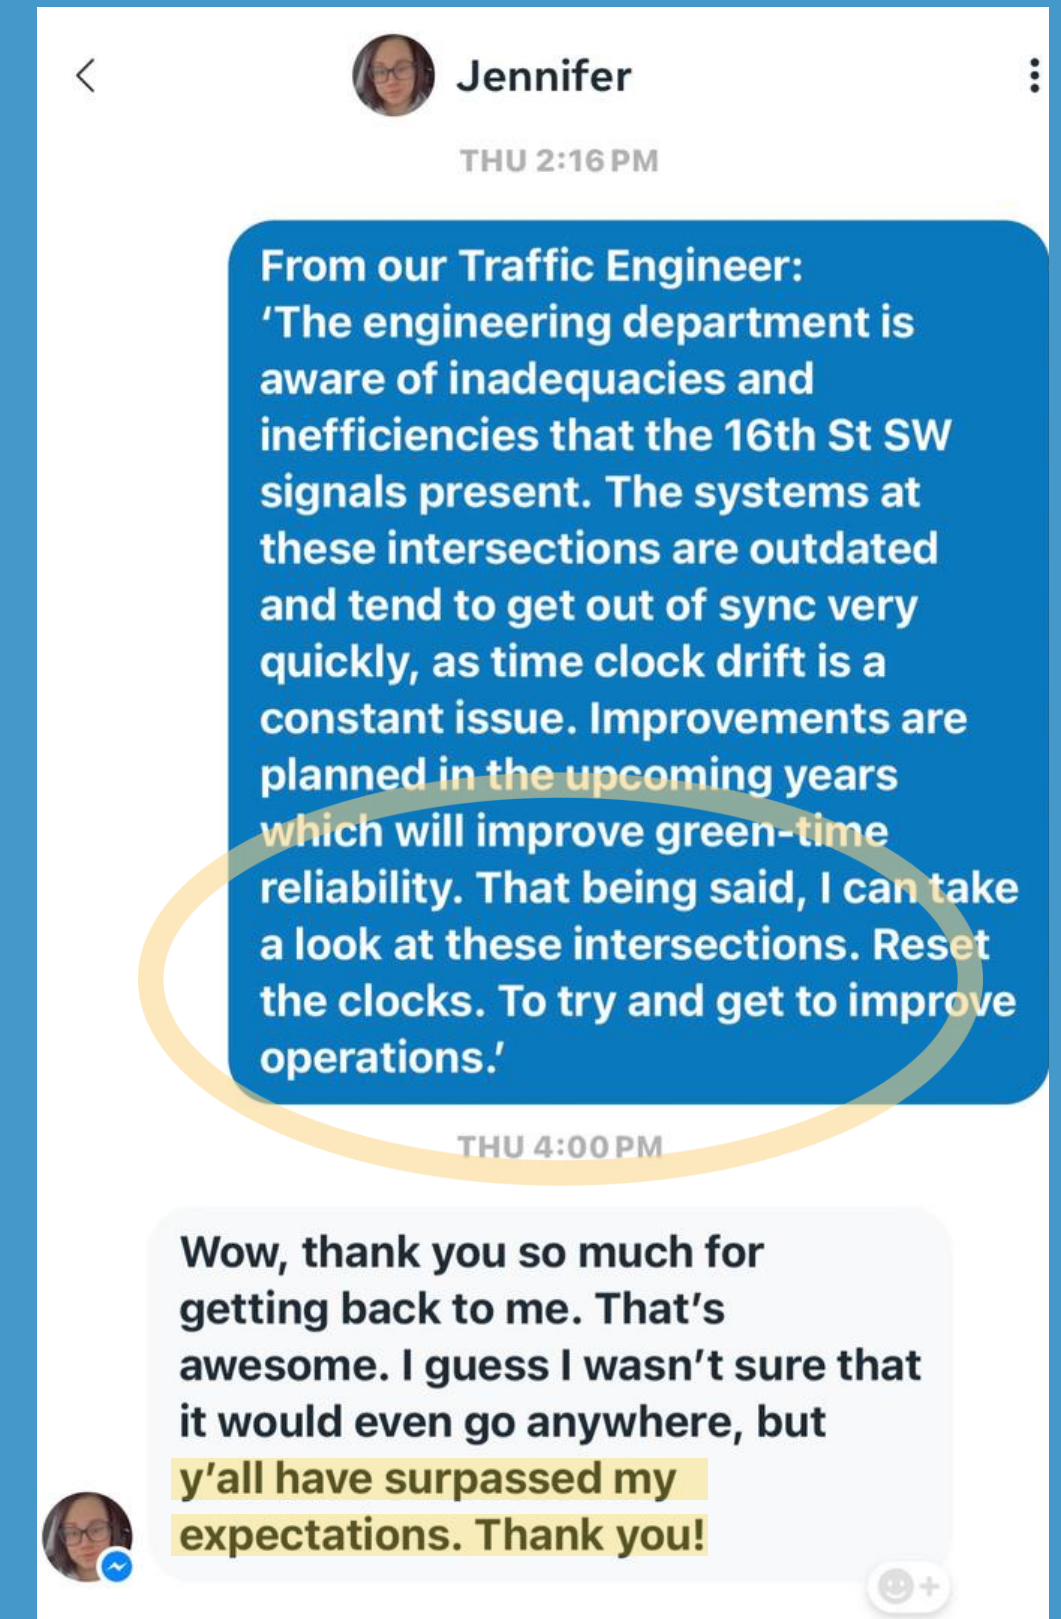 Jennifer
THU 2:16 PM
From our Traffic Engineer:
‘The engineering department is
aware of inadequacies and
inefficiencies that the 16th St SW
signals present. The systems at
these intersections are outdated
and tend to get out of sync very
quickly, as time clock drift is a
constant issue. Improvements are
planned in the upcoming years
which will improve green-time
reliability. That being said, I can take
a look at these intersections. Reset
the clocks. To try and get to improve
operations.’
THU 4:00 PM
Wow, thank you so much for
getting back to me. That’s
awesome. I guess I wasn’t sure that
it would even go anywhere, but
y’all have surpassed my
expectations. Thank you!